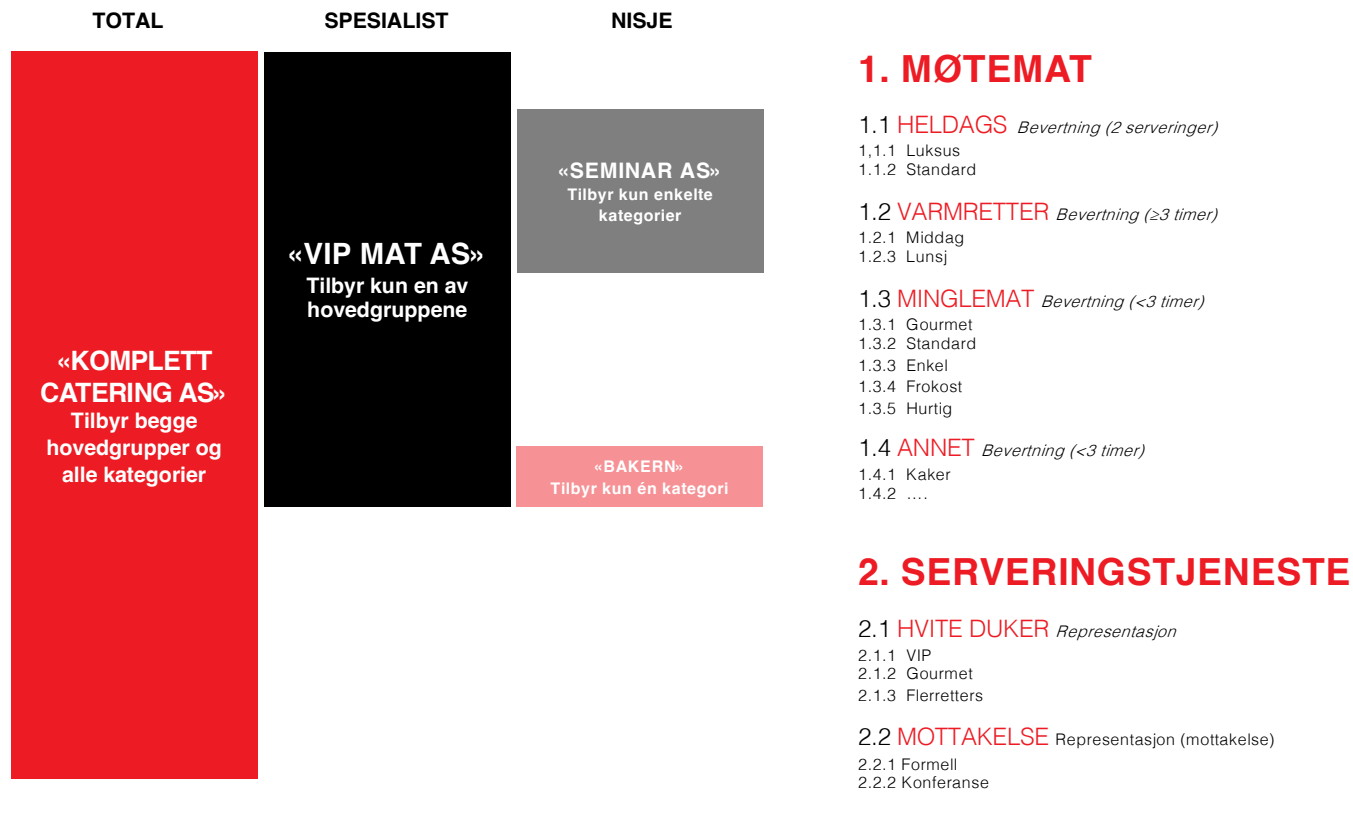 TOTAL
SPESIALIST
NISJE
«KOMPLETT
CATERING AS»
Tilbyr begge
hovedgrupper og
alle kategorier
«VIP MAT AS»
Tilbyr kun en av
hovedgruppene
«SEMINAR AS»
Tilbyr kun enkelte
kategorier
«BAKERN»
Tilbyr kun én kategori
1. MØTEMAT
1.1 HELDAGS Bevertning (2 serveringer)
1,1.1 Luksus
1.1.2 Standard
1.2 VARMRETTER Bevertning (≥3 timer)
1.2.1 Middag
1.2.3 Lunsj
1.3 MINGLEMAT Bevertning (<3 timer)
1.3.1 Gourmet
1.3.2 Standard
1.3.3 Enkel
1.3.4 Frokost
1.3.5 Hurtig
1.4 ANNET Bevertning (<3 timer)
1.4.1 Kaker
1.4.2 ….
2. SERVERINGSTJENESTE
2.1 HVITE DUKER Representasjon
2.1.1 VIP
2.1.2 Gourmet
2.1.3 Flerretters
2.2 MOTTAKELSE Representasjon (mottakelse)
2.2.1 Formell
2.2.2 Konferanse